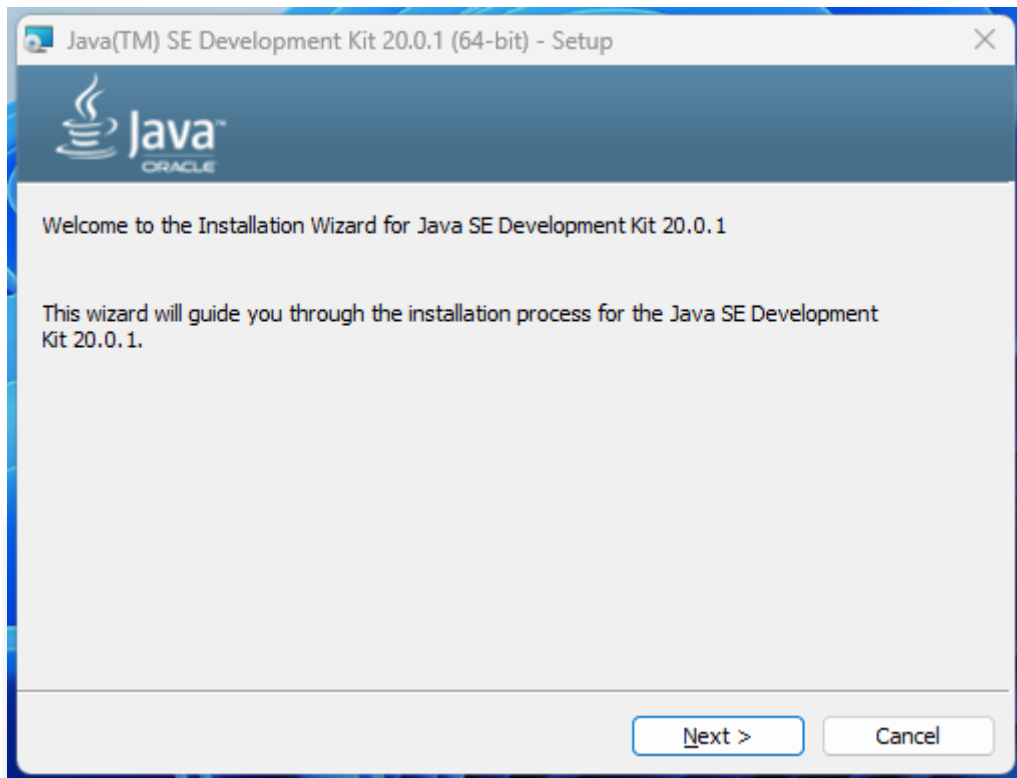 Java(TM) SE Development Kit 20.0.1 (64-bit) - Setup
Java™
ORACLE
Welcome to the Installation Wizard for Java SE Development Kit 20.0.1
This wizard will guide you through the installation process for the Java SE Development
Kit 20.0.1.
Next >
Cancel